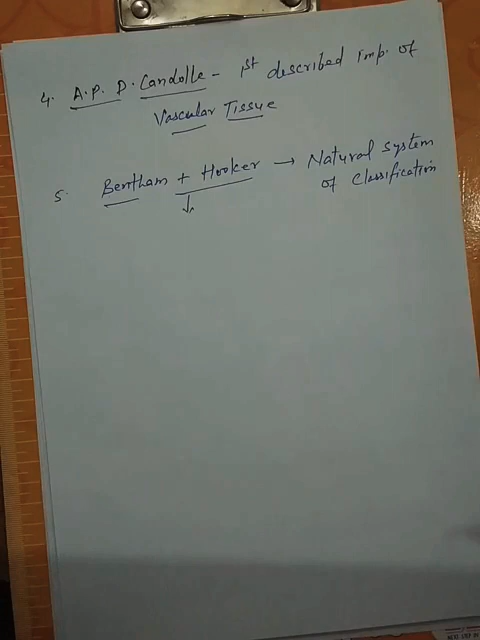 4. A.P. D. Candolle - 1st described imp. of
Vascular Tissue
5. Bentham + Hooker → Natural system
of classification
↓